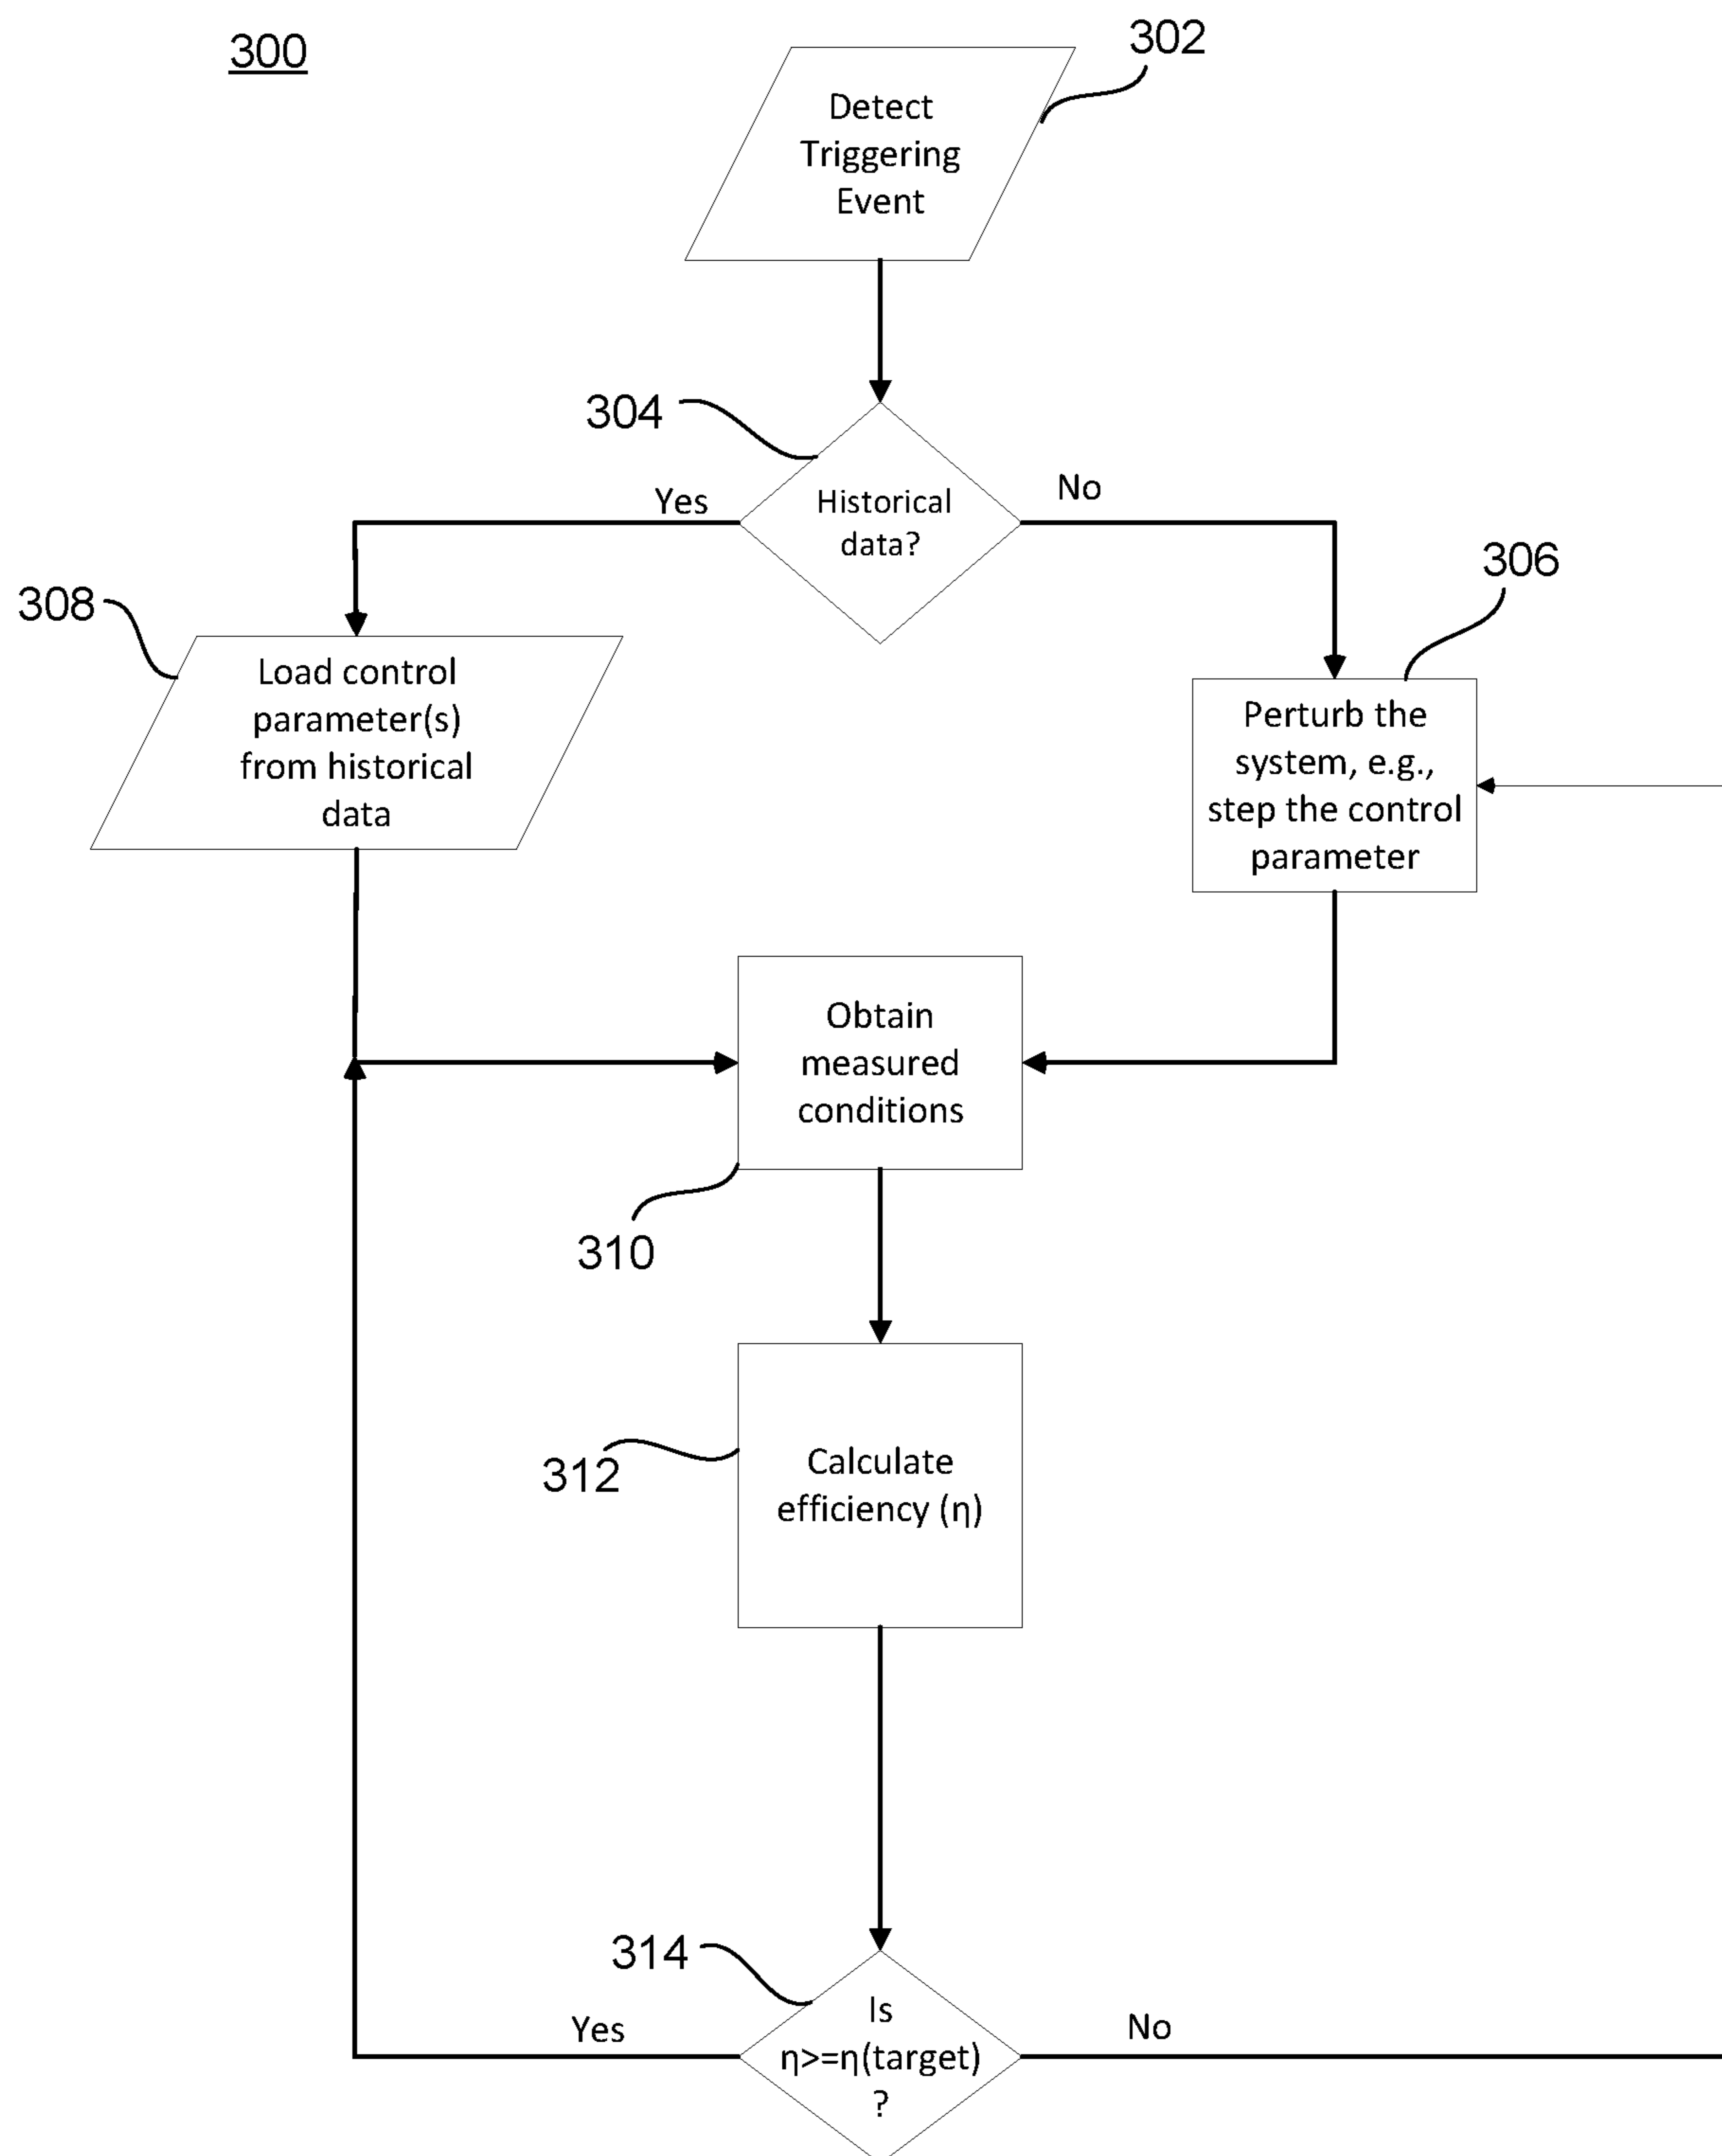 300
302
Detect
Triggering
Event
304
Yes
Historical
data?
No
306
308
Load control
parameter(s)
from historical
data
Perturb the
system, e.g.,
step the control
parameter
Obtain
measured
conditions
310
312
Calculate
efficiency (η)
314
Yes
Is
η>=η(target)
?
No